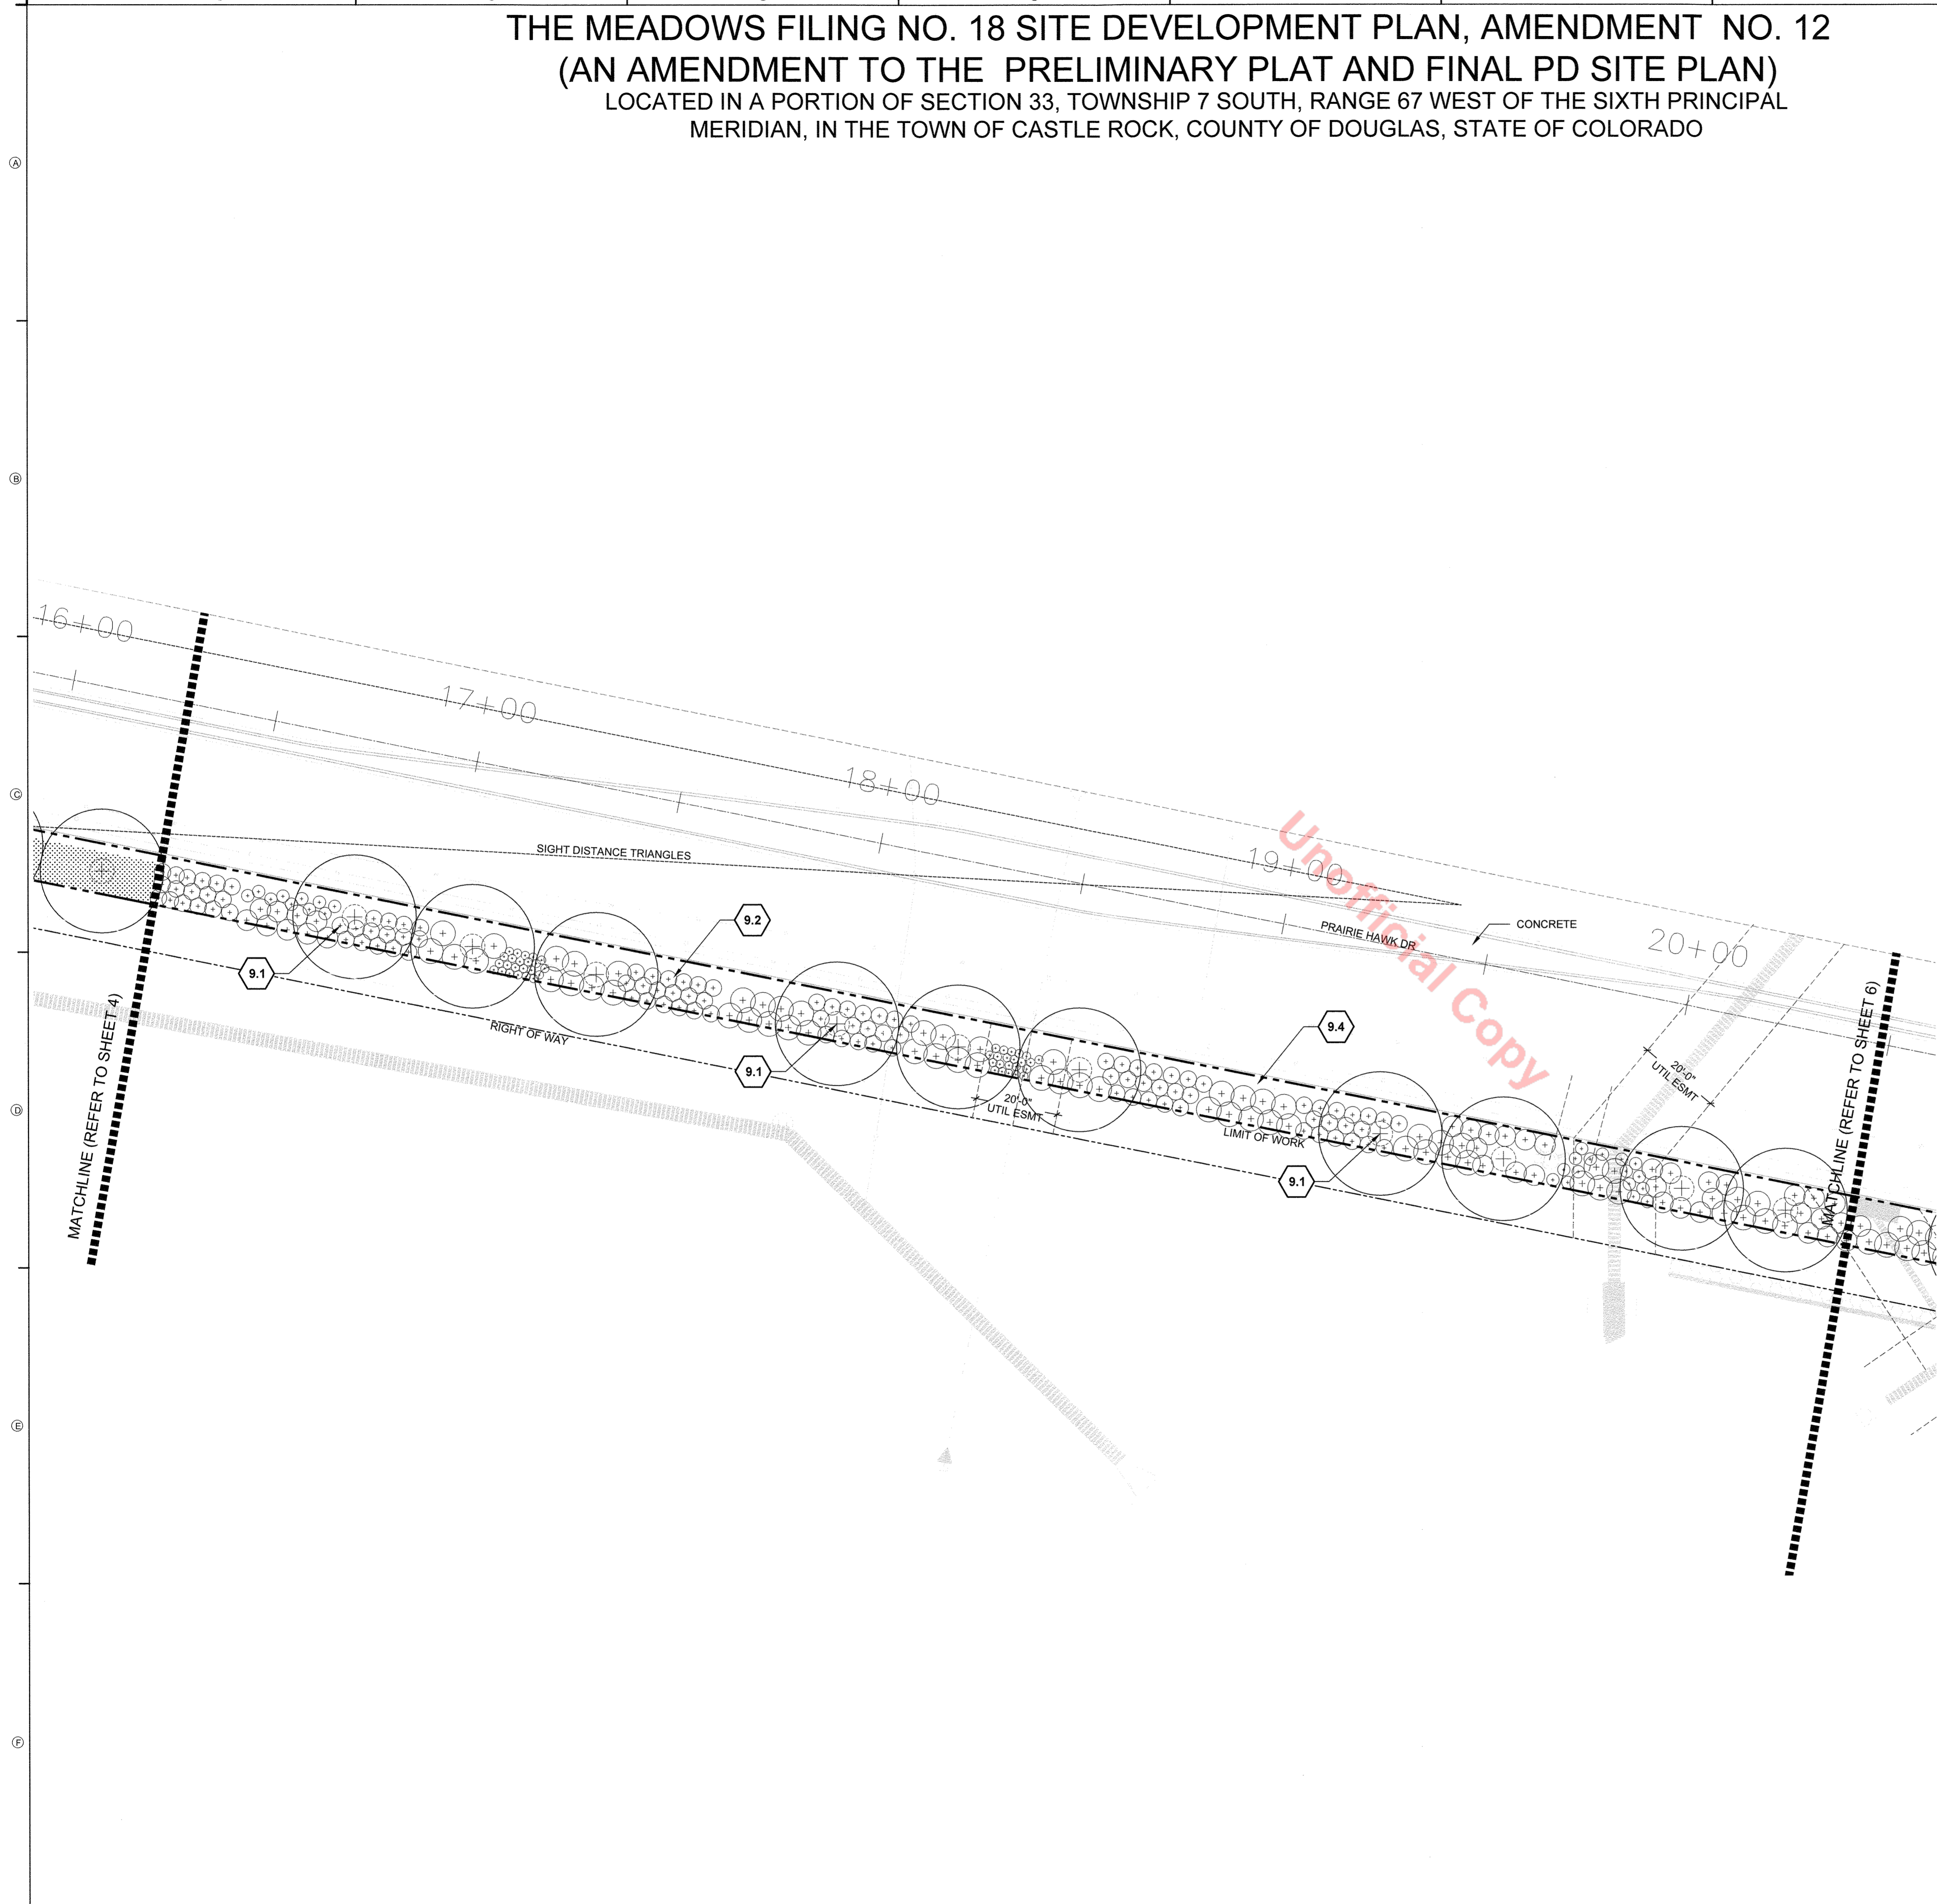 THE MEADOWS FILING NO. 18 SITE DEVELOPMENT PLAN, AMENDMENT NO. 12
(AN AMENDMENT TO THE PRELIMINARY PLAT AND FINAL PD SITE PLAN)
LOCATED IN A PORTION OF SECTION 33, TOWNSHIP 7 SOUTH, RANGE 67 WEST OF THE SIXTH PRINCIPAL
MERIDIAN, IN THE TOWN OF CASTLE ROCK, COUNTY OF DOUGLAS, STATE OF COLORADO
A
B
16+00
17+00
18+00
C
19+00
SIGHT DISTANCE TRIANGLES
Unofficial Copy
9.2
CONCRETE
PRAIRIE HAWK DR
20+00
9.1
RIGHT OF WAY
9.4
9.1
20'-0"
UTIL ESMT
20'-0"
UTIL ESMT
D
LIMIT OF WORK
9.1
MATCHLINE (REFER TO SHEET 4)
MATCHLINE (REFER TO SHEET 6)
E
F